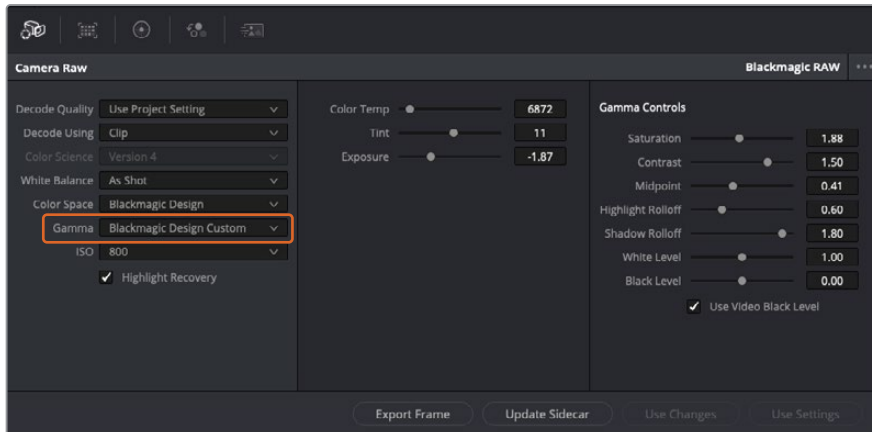 Camera Raw
Blackmagic RAW
Decode Quality Use Project Setting
Decode Using Clip
Color Science Version 4
White Balance As Shot
Color Space Blackmagic Design
Gamma Blackmagic Design Custom
ISO 800
Highlight Recovery
Color Temp 6872
Tint 11
Exposure -1.87
Gamma Controls
Saturation 1.88
Contrast 1.50
Midpoint 0.41
Highlight Rolloff 0.60
Shadow Rolloff 1.80
White Level 1.00
Black Level 0.00
Use Video Black Level
Export Frame
Update Sidecar
Use Changes
Use Settings